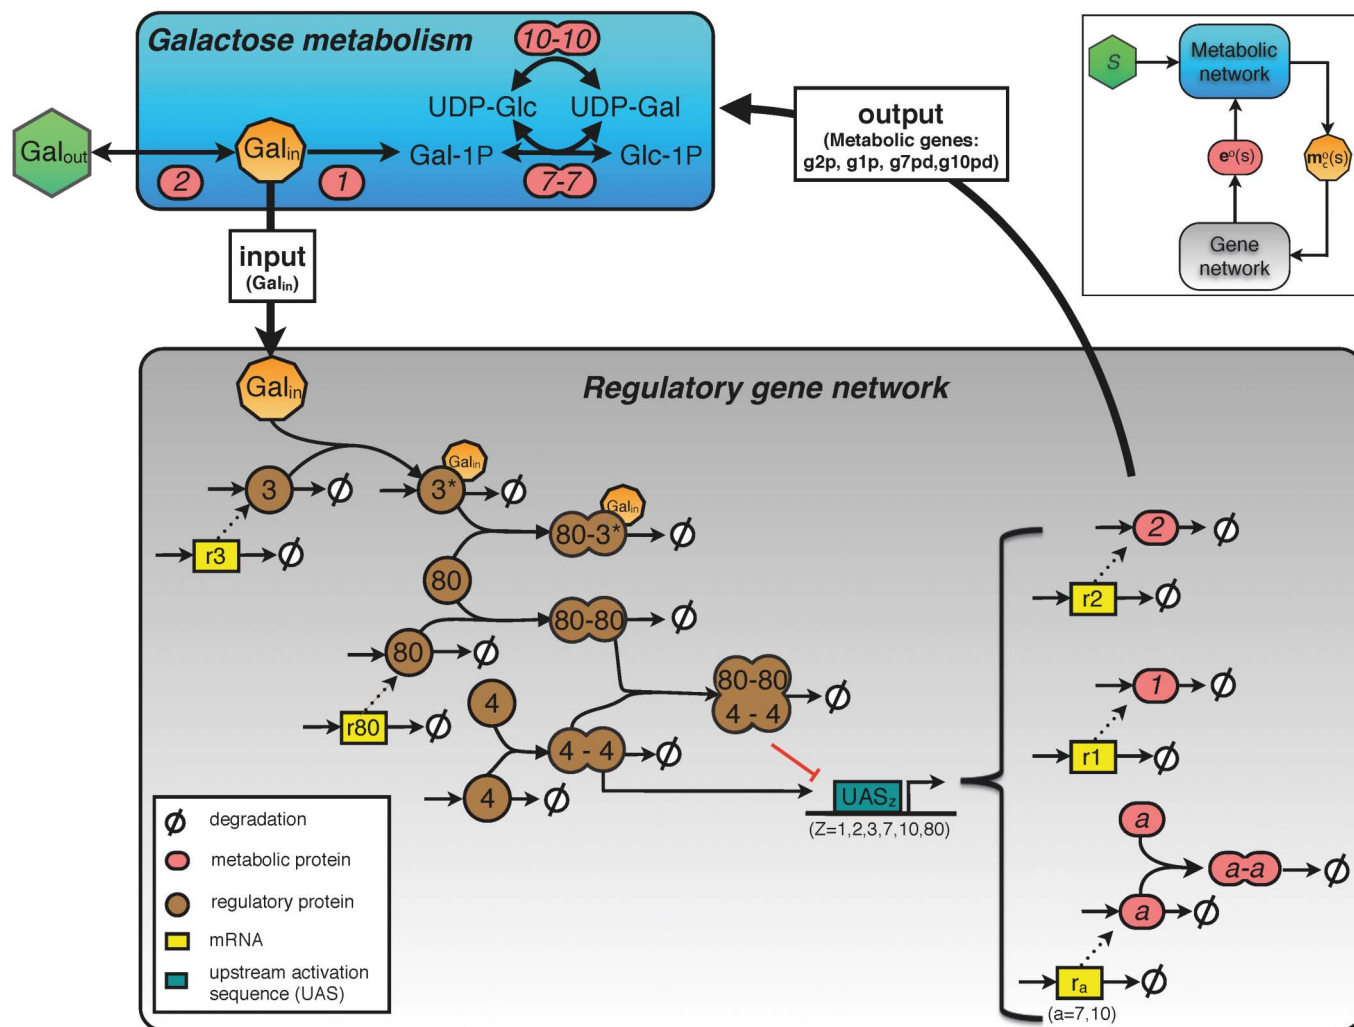 Galactose metabolism
10-10
UDP-Glc
UDP-Gal
Galout
Galin
Gal-1P
Glc-1P
2
1
7-7
input
(Galin)
output
(Metabolic genes:
g2p, g1p, g7pd,g10pd)
S
Metabolic
network
eo(s)
mco(s)
Gene
network
Regulatory gene network
Galin
Galin
3
3*
Galin
80-3*
r3
80
80-80
80
80-80
4 - 4
r80
4
4 - 4
4
UASz
(Z=1,2,3,7,10,80)
2
r2
1
r1
a
a-a
a
ra
(a=7,10)
Ø
degradation
metabolic protein
regulatory protein
mRNA
upstream activation
sequence (UAS)